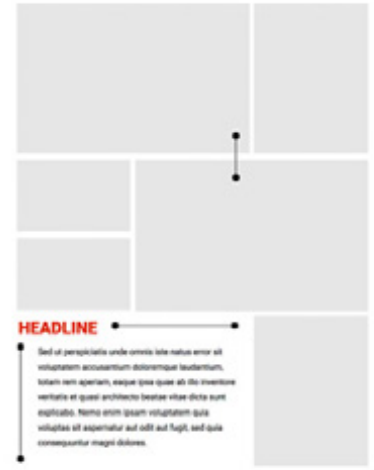 HEADLINE
Sed ut perspiciatis unde omnis iste natus error sit
voluptatem accusantium doloremque laudantium,
totam rem aperiam, eaque ipsa quae ab illo inventore
veritatis et quasi architecto beatae vitae dicta sunt
explicabo. Nemo enim ipsam voluptatem quia
voluptas sit aspernatur aut odit aut fugit, sed quia
consequuntur magni dolores.